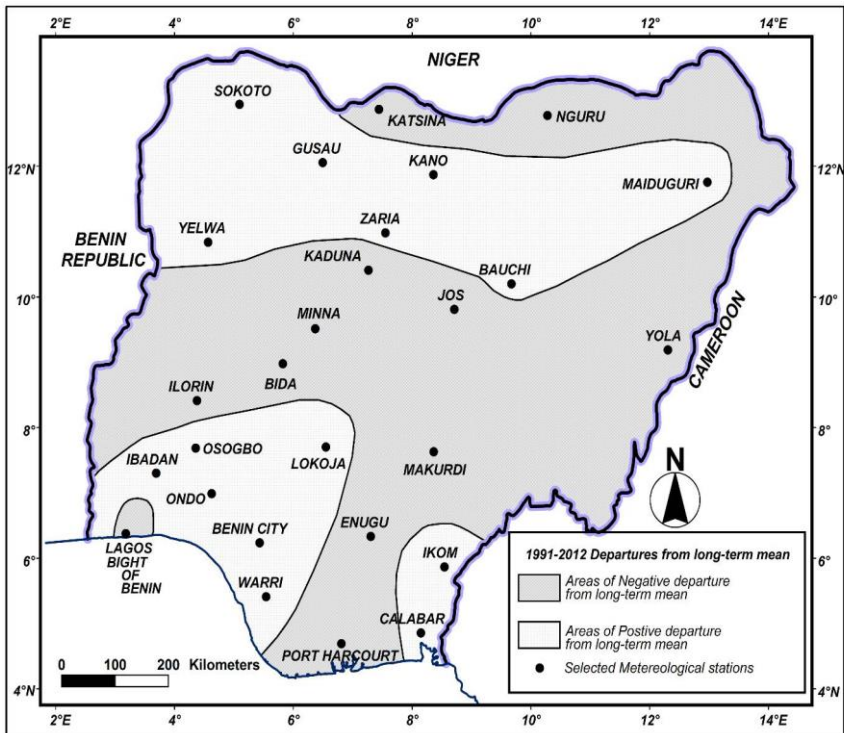 2°E 4°E 6°E 8°E 10°E 12°E 14°E
NIGER
SOKOTO
KATSINA
NGURU
12°N 12°N
GUSAU
KANO
MAIDUGURI
ZARIA
YELWA
BENIN
REPUBLIC
KADUNA
BAUCHI
10°N 10°N
JOS
MINNA
YOLA
CAMEROON
BIDA
ILORIN
8°N 8°N
OSOGBO
IBADAN
LOKOJA
MAKURDI
N
ONDO
BENIN CITY
ENUGU
6°N 6°N
LAGOS
BIGHT
OF
BENIN
IKOM
WARRI
CALABAR
PORT HARCOURT
1991-2012 Departures from long-term mean
Areas of Negative departure
from long-term mean
Areas of Postive departure
from long-term mean
Selected Metereological stations
0 100 200 Kilometers
4°N 4°N
2°E 4°E 6°E 8°E 10°E 12°E 14°E